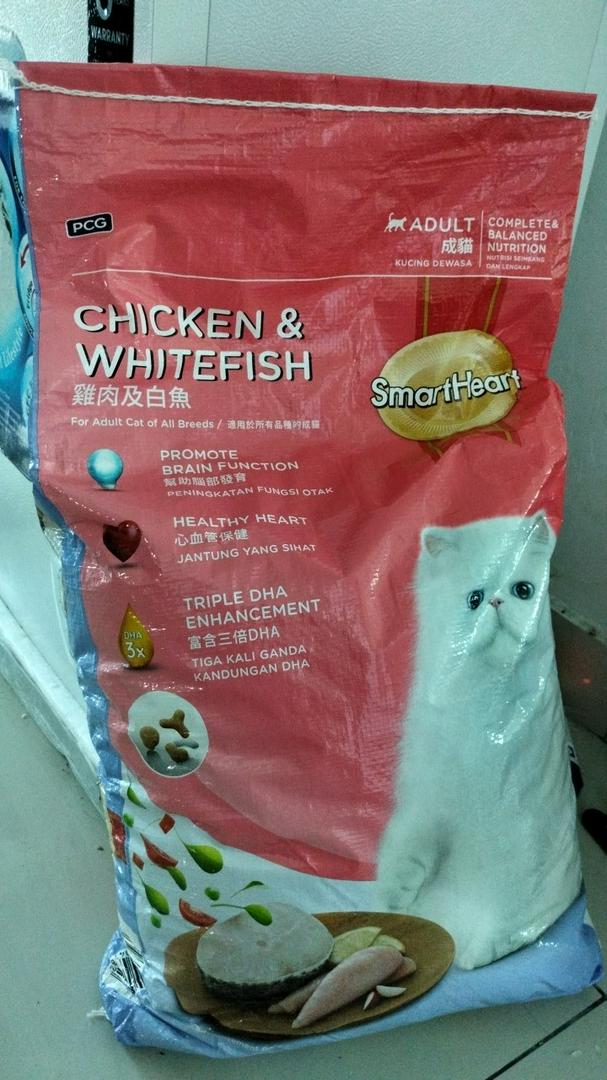 WARRANTY
PCG
ADULT
成貓
KUCING DEWASA
COMPLETE&
BALANCED
NUTRITION
NUTRISI SEIMBANG
DAN LENGKAP
CHICKEN &
WHITEFISH
雞肉及白魚
SmartHeart
For Adult Cat of All Breeds / 適用於所有品種的成貓
PROMOTE
BRAIN FUNCTION
幫助腦部發育
PENINGKATAN FUNGSI OTAK
HEALTHY HEART
心血管保健
JANTUNG YANG SIHAT
DHA
3x
TRIPLE DHA
ENHANCEMENT
富含三倍DHA
TIGA KALI GANDA
KANDUNGAN DHA